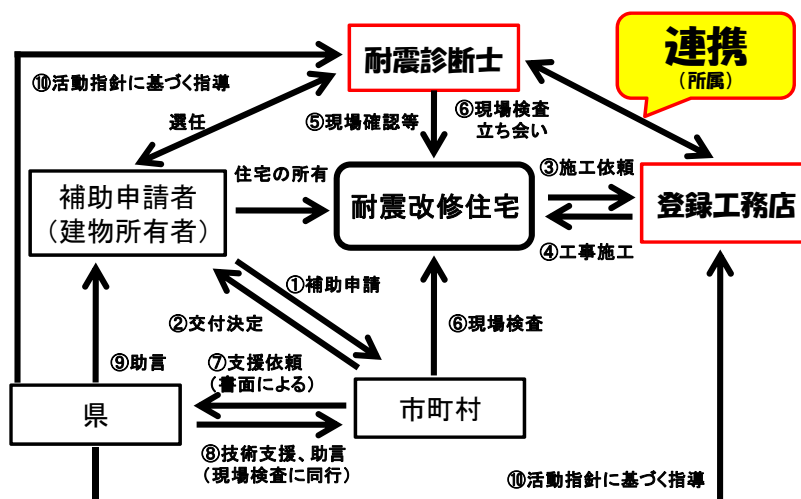 連携
(所属)
耐震診断士
⑩活動指針に基づく指導
選任
⑤現場確認等
⑥現場検査
立ち会い
住宅の所有
③施工依頼
補助申請者
(建物所有者)
耐震改修住宅
登録工務店
④工事施工
①補助申請
②交付決定
⑥現場検査
⑨助言
⑦支援依頼
(書面による)
県
市町村
⑧技術支援、助言
(現場検査に同行)
⑩活動指針に基づく指導